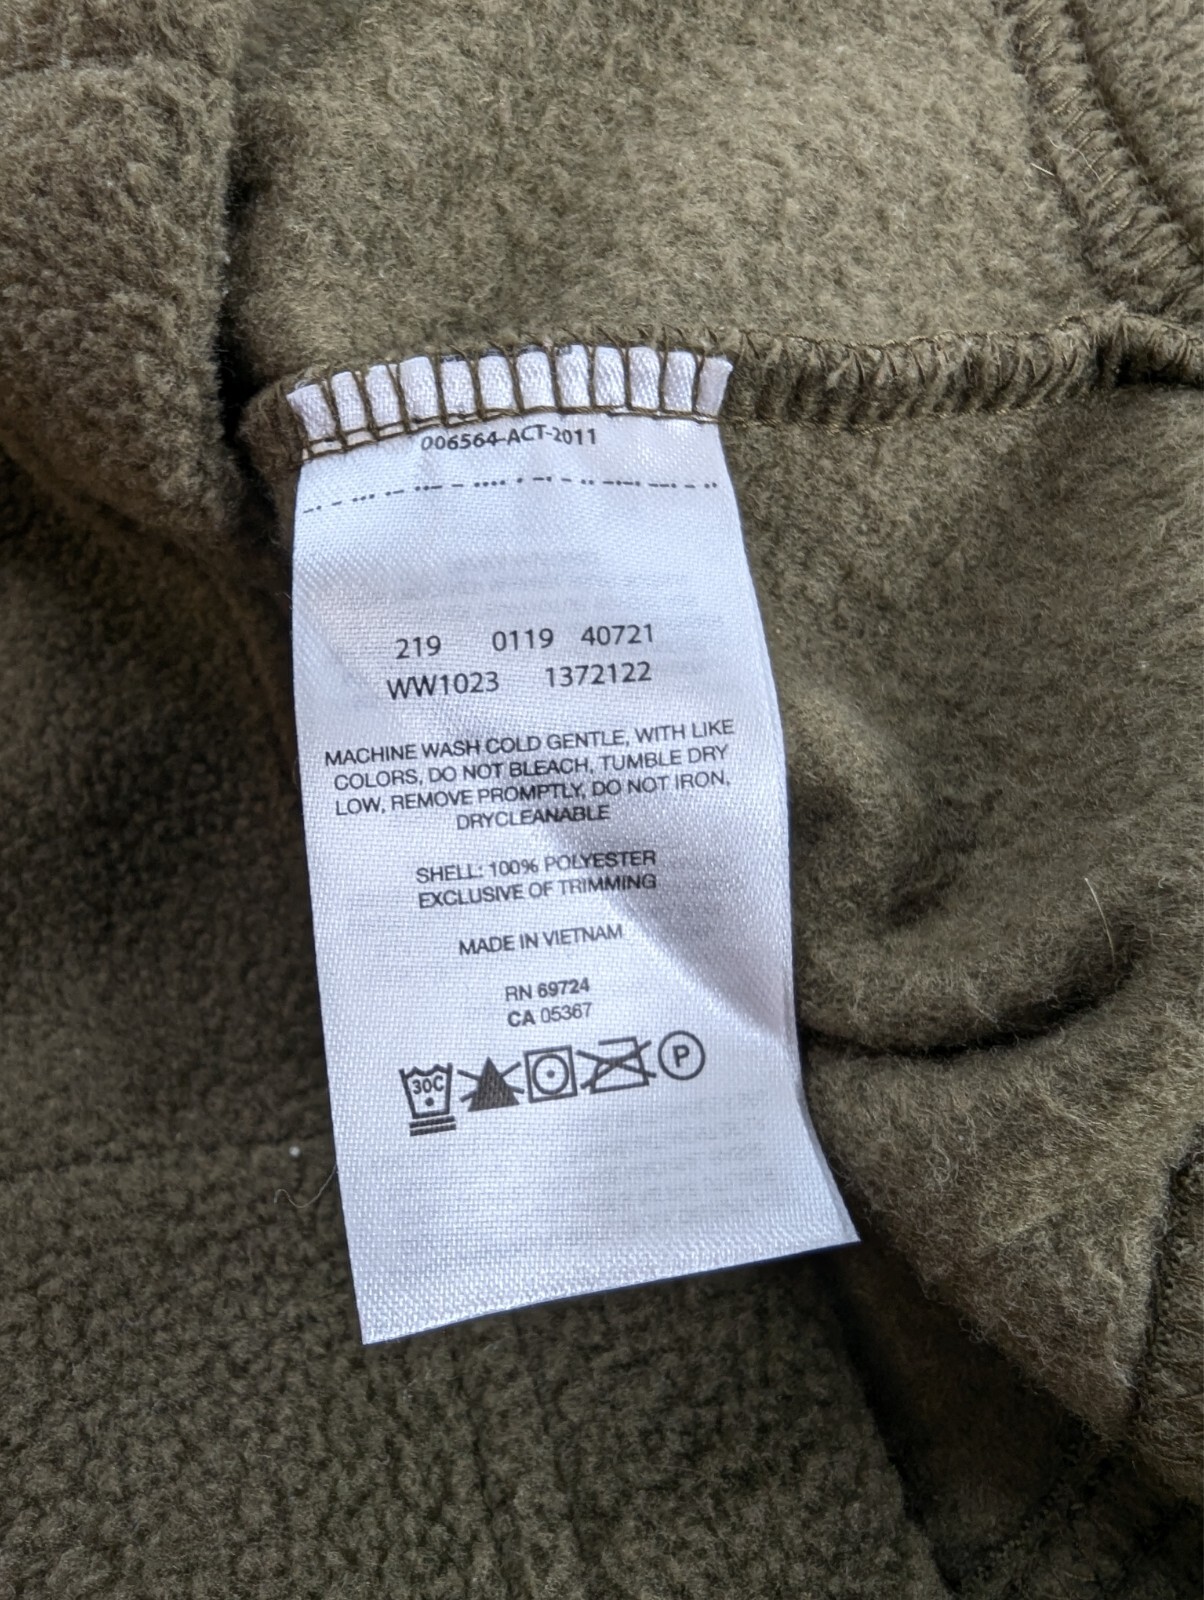 006564-ACT-2011
219 0119 40721
WW1023 1372122
MACHINE WASH COLD GENTLE, WITH LIKE
COLORS, DO NOT BLEACH, TUMBLE DRY
LOW, REMOVE PROMPTLY, DO NOT IRON,
DRYCLEANABLE
SHELL: 100% POLYESTER
EXCLUSIVE OF TRIMMING
MADE IN VIETNAM
RN 69724
CA 05367
30C
P